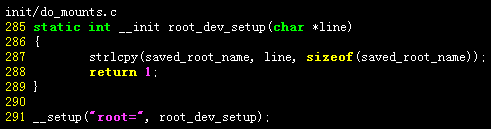 init/do_mounts.c
285 static int __init root_dev_setup(char *line)
286 {
287         strlcpy(saved_root_name, line, sizeof(saved_root_name));
288         return 1;
289 }
290
291 __setup("root=", root_dev_setup);